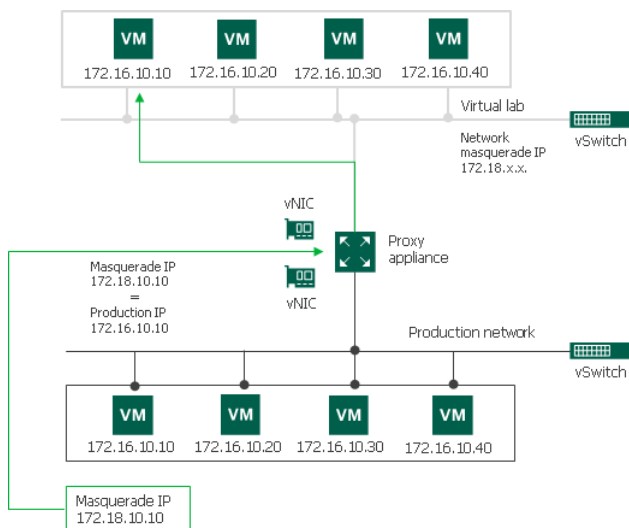 VM VM VM VM
172.16.10.10 172.16.10.20 172.16.10.30 172.16.10.40
Virtual lab
vSwitch
Network
masquerade IP
172.18.x.x.
vNIC
Proxy
appliance
vNIC
Masquerade IP
172.18.10.10
=
Production IP
172.16.10.10
Production network
vSwitch
VM VM VM VM
172.16.10.10 172.16.10.20 172.16.10.30 172.16.10.40
Masquerade IP
172.18.10.10